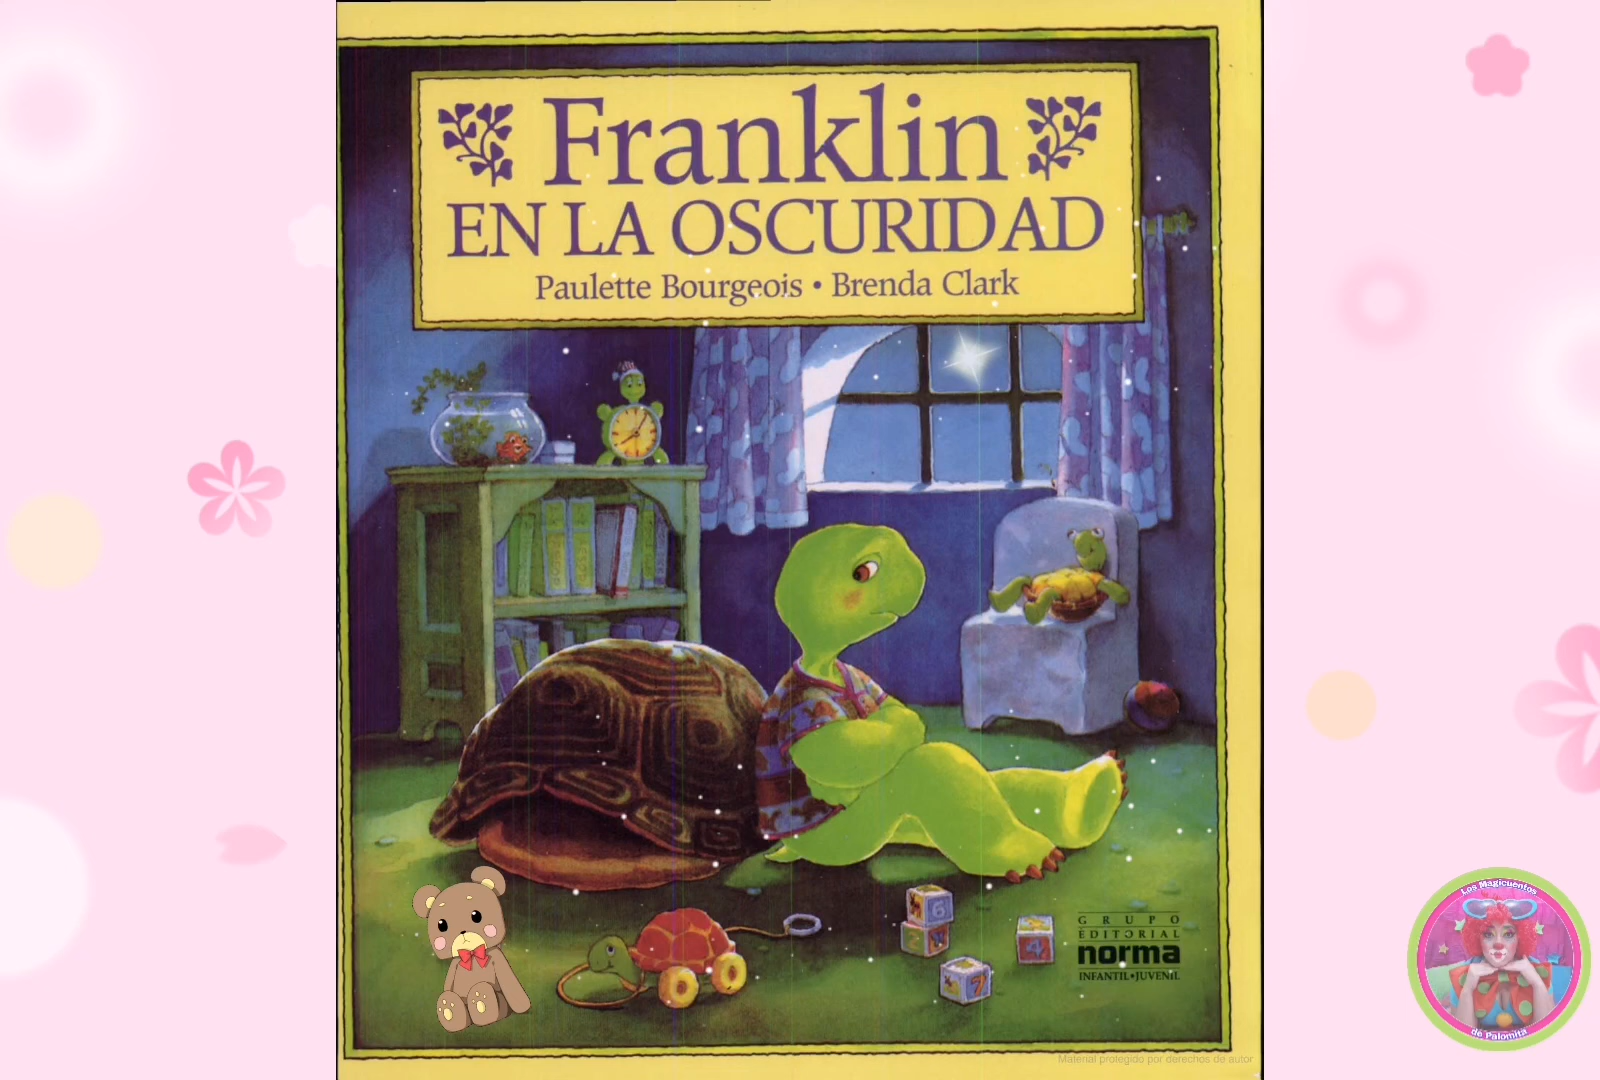 Franklin
EN LA OSCURIDAD
Paulette Bourgeois • Brenda Clark
GRUPO
EDITORIAL
norma
INFANTIL•JUVENIL
Los Magicuentos
de Palomita
Material protegido por derechos de autor